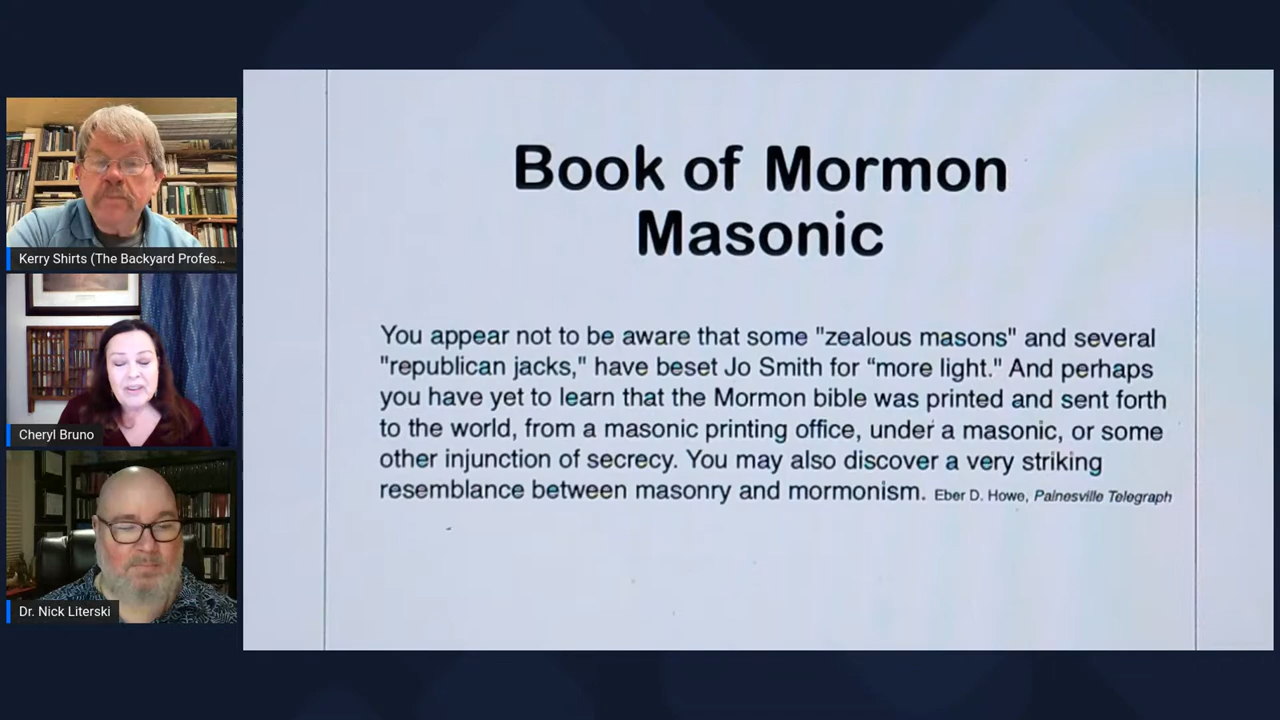 Kerry Shirts (The Backyard Profes...
Cheryl Bruno
Dr. Nick Literski
Book of Mormon
Masonic
You appear not to be aware that some "zealous masons" and several
"republican jacks," have beset Jo Smith for “more light.” And perhaps
you have yet to learn that the Mormon bible was printed and sent forth
to the world, from a masonic printing office, under a masonic, or some
other injunction of secrecy. You may also discover a very striking
resemblance between masonry and mormonism. Eber D. Howe, Painesville Telegraph